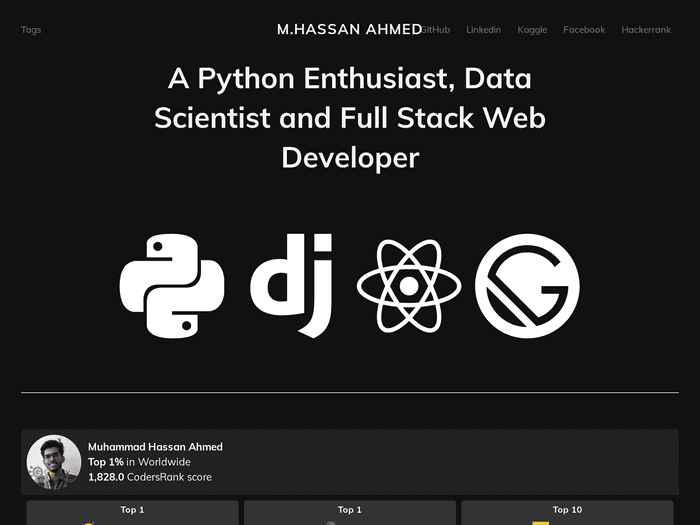 Tags
M.HASSAN AHMED
GitHub Linkedin Kaggle Facebook Hackerrank
A Python Enthusiast, Data
Scientist and Full Stack Web
Developer
dj
G
Muhammad Hassan Ahmed
Top 1% in Worldwide
1,828.0 CodersRank score
Top 1
Top 1
Top 10